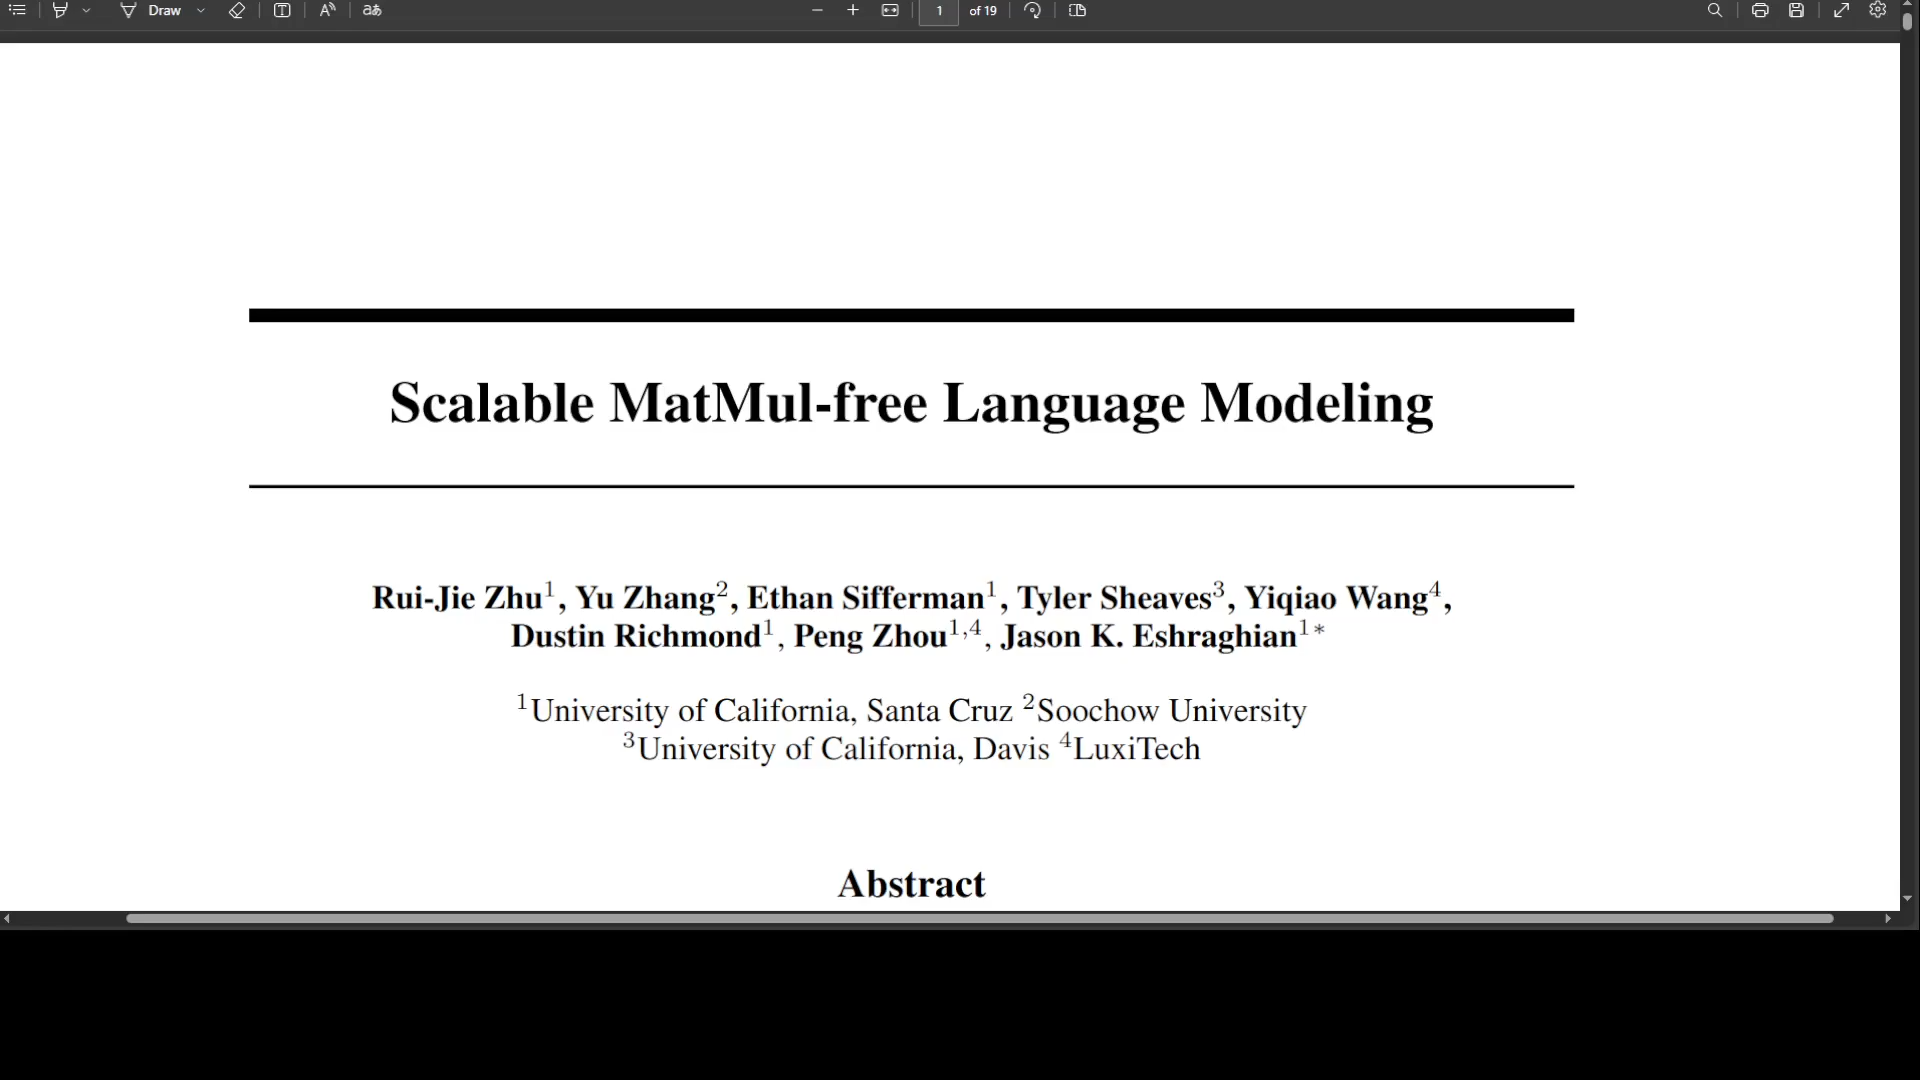 Draw
A
aあ
1 of 19
Scalable MatMul-free Language Modeling
Rui-Jie Zhu¹, Yu Zhang², Ethan Sifferman¹, Tyler Sheaves³, Yiqiao Wang⁴,
Dustin Richmond¹, Peng Zhou¹,⁴, Jason K. Eshraghian¹*
¹University of California, Santa Cruz ²Soochow University
³University of California, Davis ⁴LuxiTech
Abstract